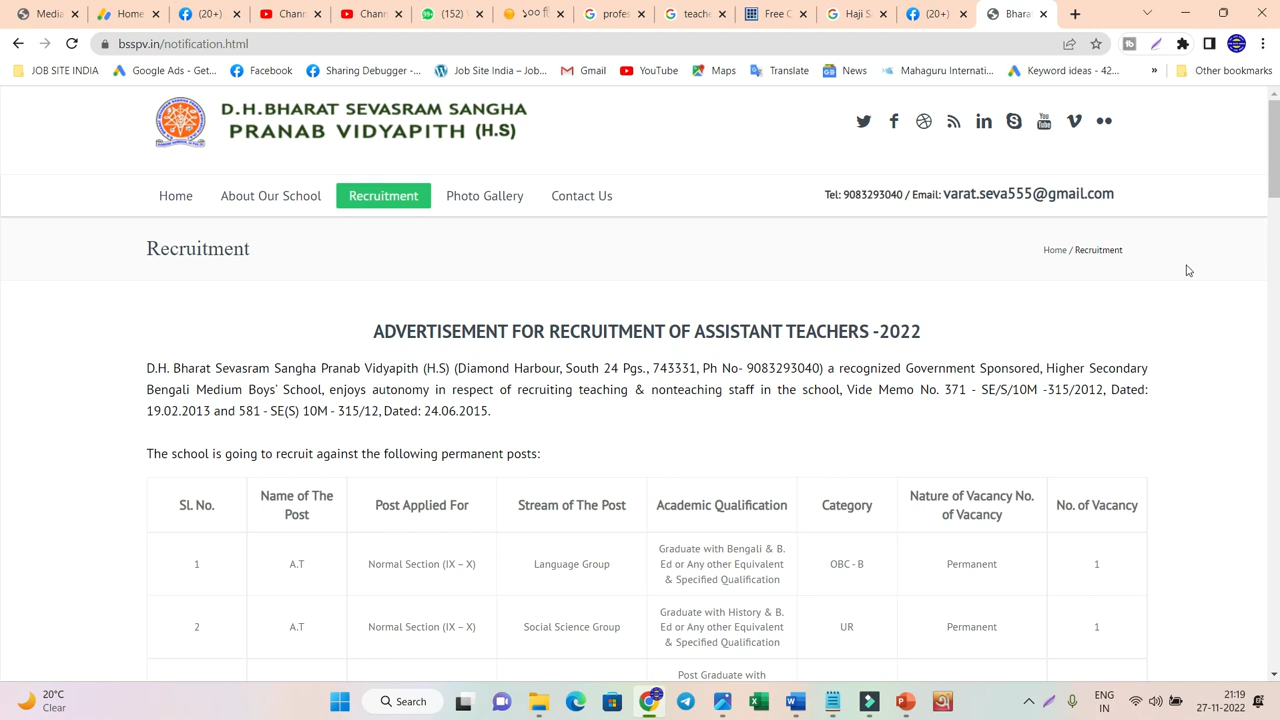 Media
Home
(20+)
Chann
Chann
(152)
profes
teache
Free C
Haji S
(20+)
Bharat
bsspv.in/notification.html
JOB SITE INDIA
Google Ads - Get...
Facebook
Sharing Debugger -...
Job Site India – Job...
Gmail
YouTube
Maps
Translate
News
Mahaguru Internati...
Keyword ideas - 42...
»
Other bookmarks
D.H.BHARAT SEVASRAM SANGHA
PRANAB VIDYAPITH (H.S)
Home
About Our School
Recruitment
Photo Gallery
Contact Us
Tel: 9083293040 / Email: varat.seva555@gmail.com
Recruitment
Home / Recruitment
ADVERTISEMENT FOR RECRUITMENT OF ASSISTANT TEACHERS -2022
D.H. Bharat Sevasram Sangha Pranab Vidyapith (H.S) (Diamond Harbour, South 24 Pgs., 743331, Ph No- 9083293040) a recognized Government Sponsored, Higher Secondary
Bengali Medium Boys' School, enjoys autonomy in respect of recruiting teaching & nonteaching staff in the school, Vide Memo No. 371 - SE/S/10M -315/2012, Dated:
19.02.2013 and 581 - SE(S) 10M - 315/12, Dated: 24.06.2015.
The school is going to recruit against the following permanent posts:
Sl. No.
Name of The
Post
Post Applied For
Stream of The Post
Academic Qualification
Category
Nature of Vacancy No.
of Vacancy
No. of Vacancy
1
A.T
Normal Section (IX – X)
Language Group
Graduate with Bengali & B.
Ed or Any other Equivalent
& Specified Qualification
OBC - B
Permanent
1
2
A.T
Normal Section (IX – X)
Social Science Group
Graduate with History & B.
Ed or Any other Equivalent
& Specified Qualification
UR
Permanent
1
Post Graduate with
20°C
Clear
Search
ENG
IN
21:19
27-11-2022